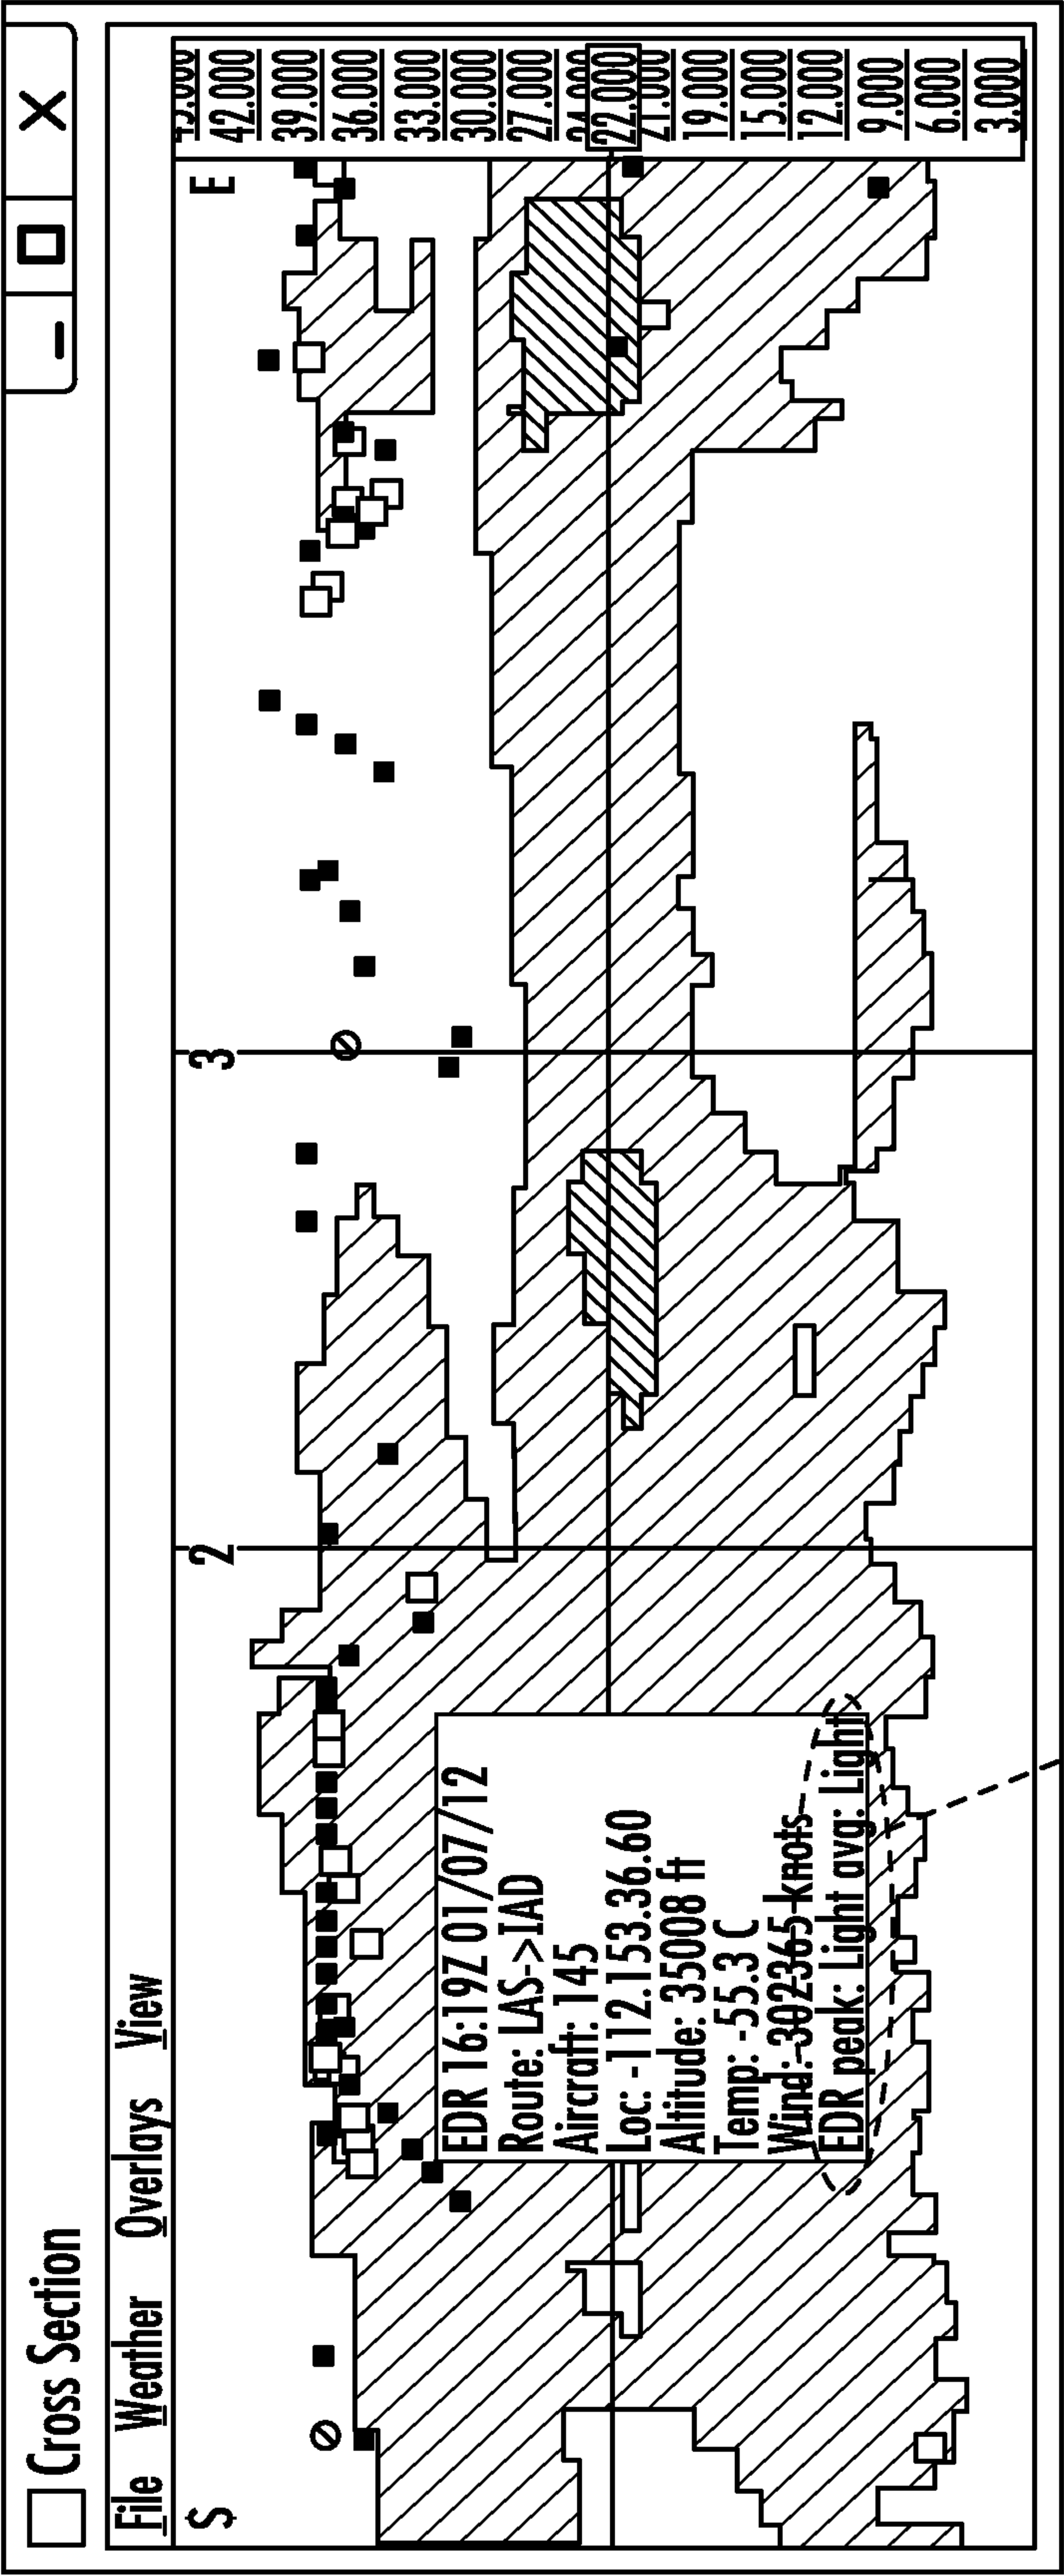 Cross Section
File Weather Overlays View
S
2
3
E
42.000
39.000
36.000
33.000
30.000
27.000
22.000
19.000
15.000
12.000
9.000
6.000
3.000
EDR 16:19Z 01/07/12
Route: LAS->IAD
Aircraft: 145
Loc: -112.153.36.60
Altitude: 35008 ft
Temp: -55.3 C
Wind: 302365 knots
EDR peak: Light avg: Light